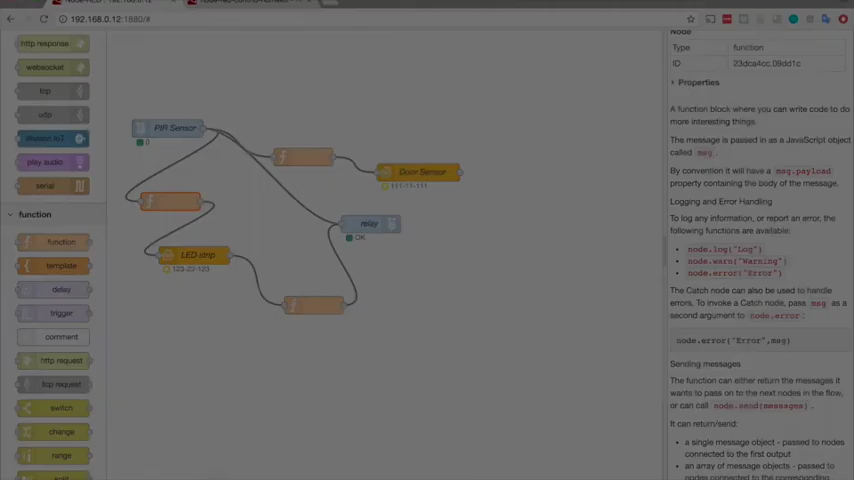 192.168.0.12:1880/#
http response
websocket
tcp
udp
play audio
serial
function
function
template
delay
trigger
comment
http request
tcp request
switch
change
range
PIR Sensor
0
Door Sensor
111-11-111
relay
OK
LED strip
123-23-123
Node
Type function
ID 23dca4cc.09dd1c
Properties
A function block where you can write code to do
more interesting things.
The message is passed in as a JavaScript object
called msg.
By convention it will have a msg.payload
property containing the body of the message.
Logging and Error Handling
To log any information, or report an error, the
following functions are available:
node.log("Log")
node.warn("Warning")
node.error("Error")
The Catch node can also be used to handle
errors. To invoke a Catch node, pass msg as a
second argument to node.error:
node.error("Error",msg)
Sending messages
The function can either return the messages it
wants to pass on to the next nodes in the flow,
or can call node.send(messages).
It can return/send:
a single message object - passed to nodes
connected to the first output
an array of message objects - passed to
nodes connected to the corresponding